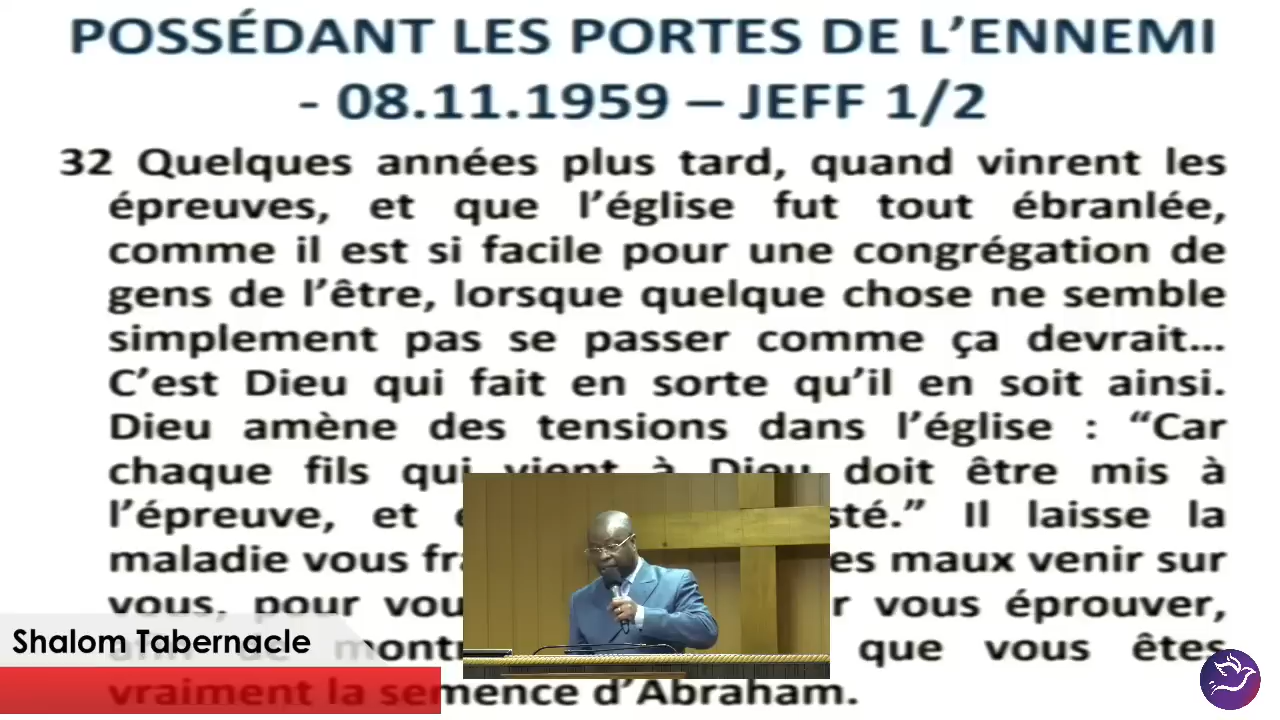 POSSÉDANT LES PORTES DE L’ENNEMI
- 08.11.1959 – JEFF 1/2
32 Quelques années plus tard, quand vinrent les
épreuves, et que l’église fut tout ébranlée,
comme il est si facile pour une congrégation de
gens de l’être, lorsque quelque chose ne semble
simplement pas se passer comme ça devrait...
C’est Dieu qui fait en sorte qu’il en soit ainsi.
Dieu amène des tensions dans l’église : “Car
chaque fils qui vient à Dieu doit être mis à
l’épreuve, et sté.” Il laisse la
maladie vous es maux venir sur
vous, pour vous éprouver,
que vous êtes
vraiment la semence d’Abraham.
Shalom Tabernacle